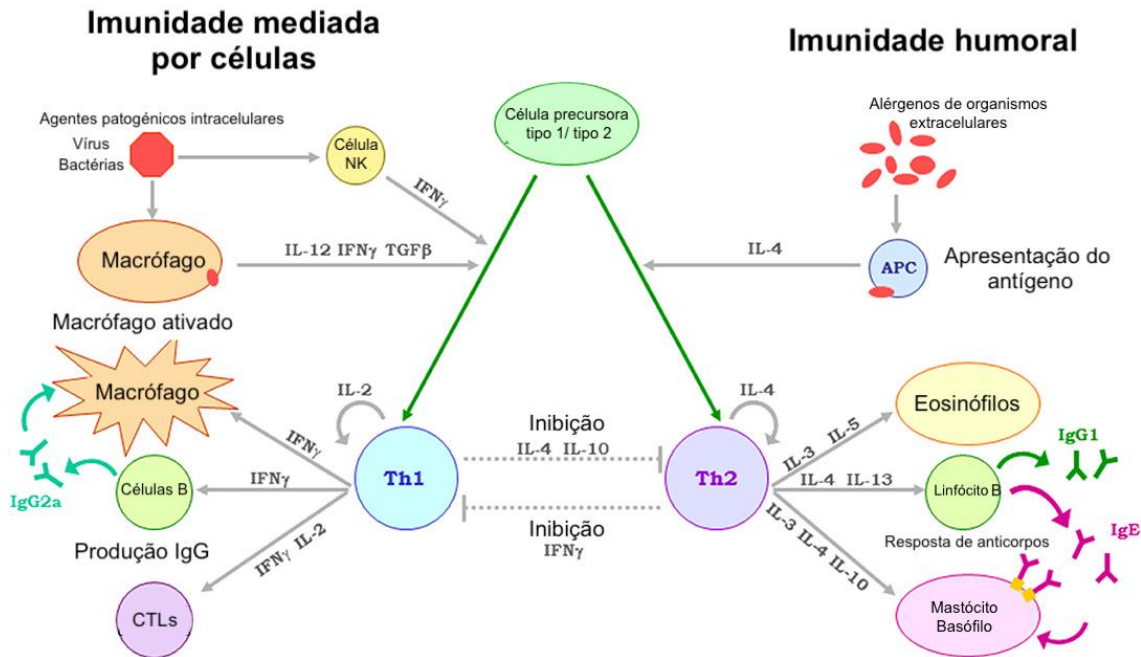 Imunidade mediada
por células
Imunidade humoral
Agentes patogénicos intracelulares
Vírus
Bactérias
Célula
NK
Célula precursora
tipo 1/ tipo 2
Alérgenos de organismos
extracelulares
IFNγ
Macrófago
IL-12 IFNγ TGFβ
IL-4
APC
Apresentação do
antígeno
Macrófago ativado
Macrófago
IL-2
IL-4
Eosinófilos
Inibição
IL-4 IL-10
IFNγ
IL-3 IL-5
IgG1
IgG2a
Células B
IFNγ
Th1
Th2
IL-4 IL-13
Linfócito B
Produção IgG
Inibição
IFNγ
Resposta de anticorpos
IgE
IFNγ IL-2
IL-3 IL-4 IL-10
CTLs
Mastócito
Basófilo